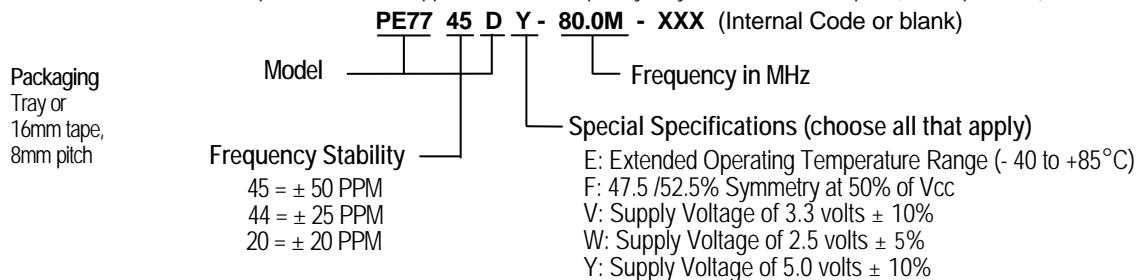 PE77 45 D Y - 80.0M - XXX (Internal Code or blank)
Packaging
Tray or
16mm tape,
8mm pitch
Model
Frequency in MHz
Frequency Stability
45 = ± 50 PPM
44 = ± 25 PPM
20 = ± 20 PPM
Special Specifications (choose all that apply)
E: Extended Operating Temperature Range (- 40 to +85°C)
F: 47.5 /52.5% Symmetry at 50% of Vcc
V: Supply Voltage of 3.3 volts ± 10%
W: Supply Voltage of 2.5 volts ± 5%
Y: Supply Voltage of 5.0 volts ± 10%